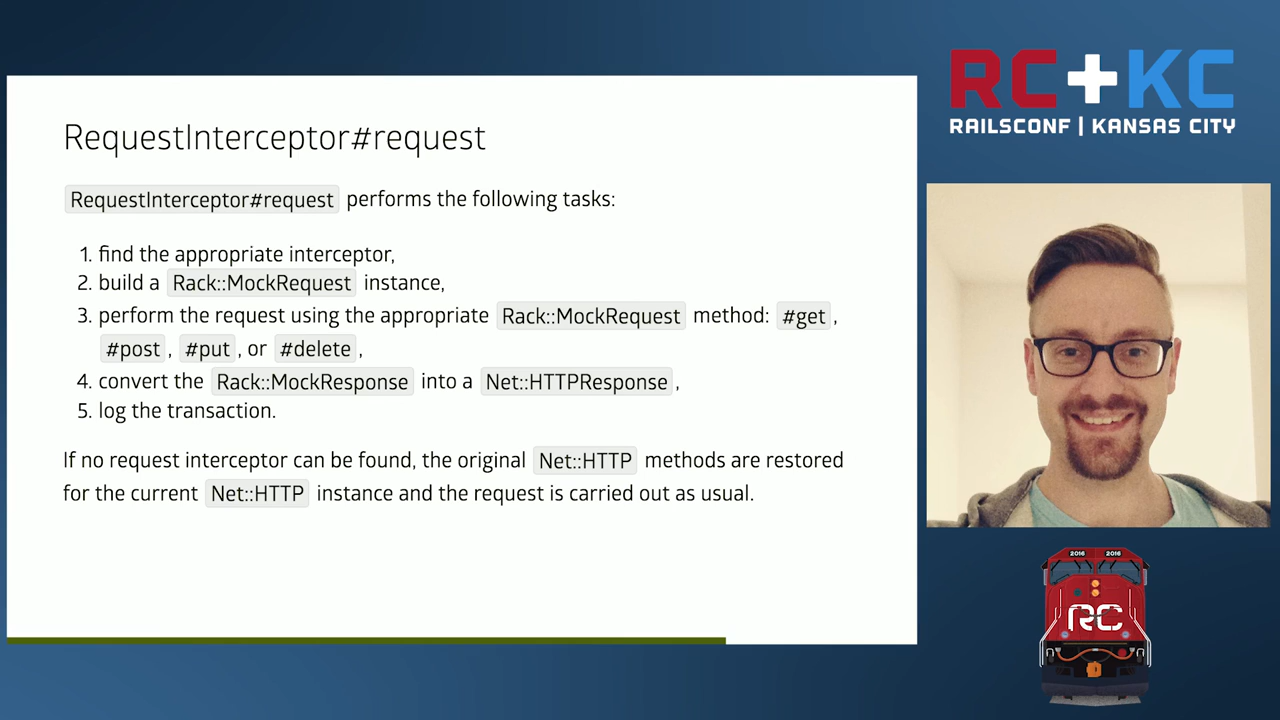 RequestInterceptor#request
RequestInterceptor#request performs the following tasks:
1. find the appropriate interceptor,
2. build a Rack::MockRequest instance,
3. perform the request using the appropriate Rack::MockRequest method: #get,
#post, #put, or #delete,
4. convert the Rack::MockResponse into a Net::HTTPResponse,
5. log the transaction.
If no request interceptor can be found, the original Net::HTTP methods are restored
for the current Net::HTTP instance and the request is carried out as usual.
RC+KC
RAILSCONF | KANSAS CITY
2016 2016
RC